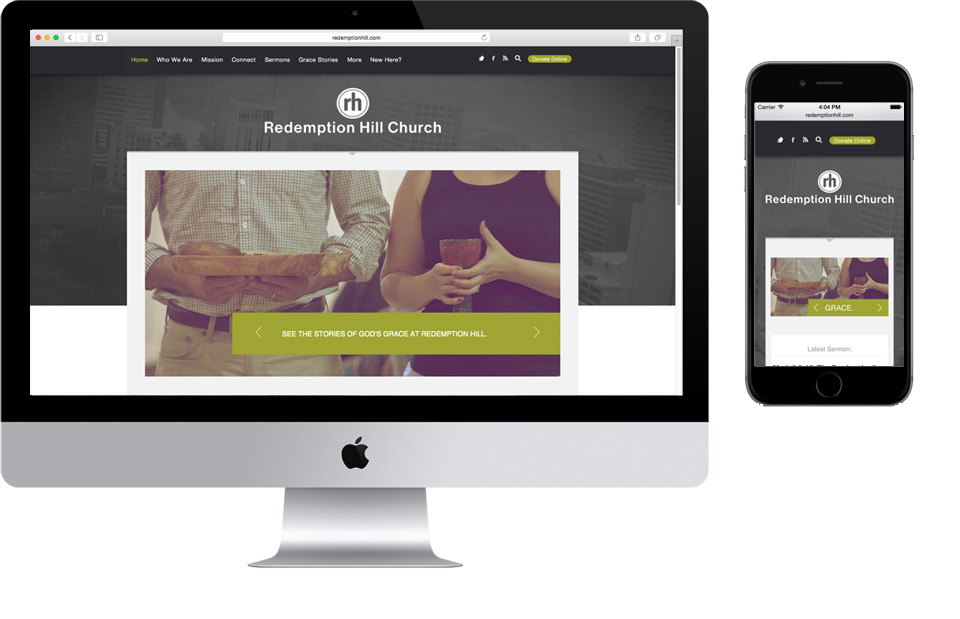 redemptionhill.com
Home Who We Are Mission Connect Sermons Grace Stories More New Here? Donate Online
rh
Redemption Hill Church
SEE THE STORIES OF GOD'S GRACE AT REDEMPTION HILL.
Carrier 4:04 PM
redemptionhill.com
Donate Online
rh
Redemption Hill Church
GRACE.
Latest Sermon: